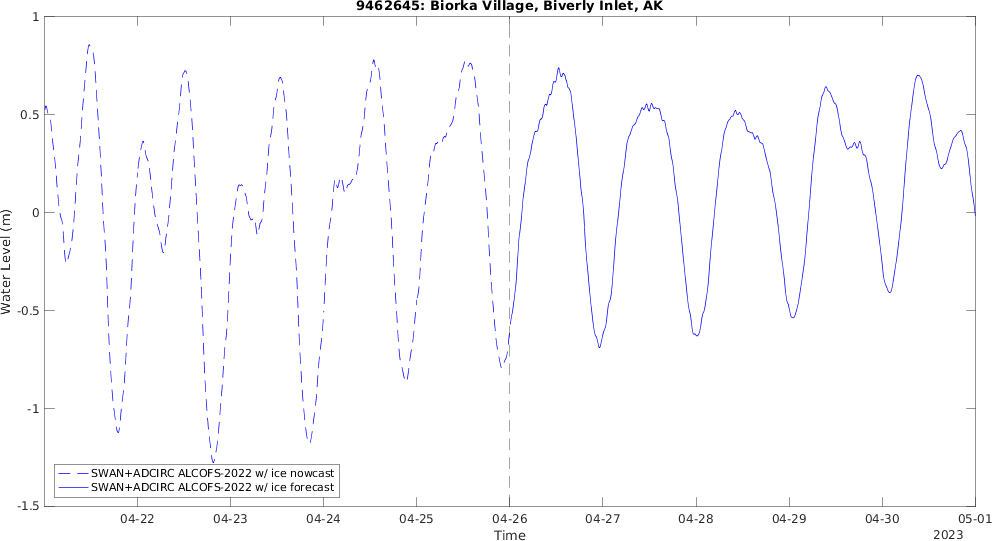 9462645: Biorka Village, Biverly Inlet, AK
1
0.5
0
-0.5
-1
-1.5
Water Level (m)
SWAN+ADCIRC ALCOFS-2022 w/ ice nowcast
SWAN+ADCIRC ALCOFS-2022 w/ ice forecast
04-22 04-23 04-24 04-25 04-26 04-27 04-28 04-29 04-30 05-01
Time
2023